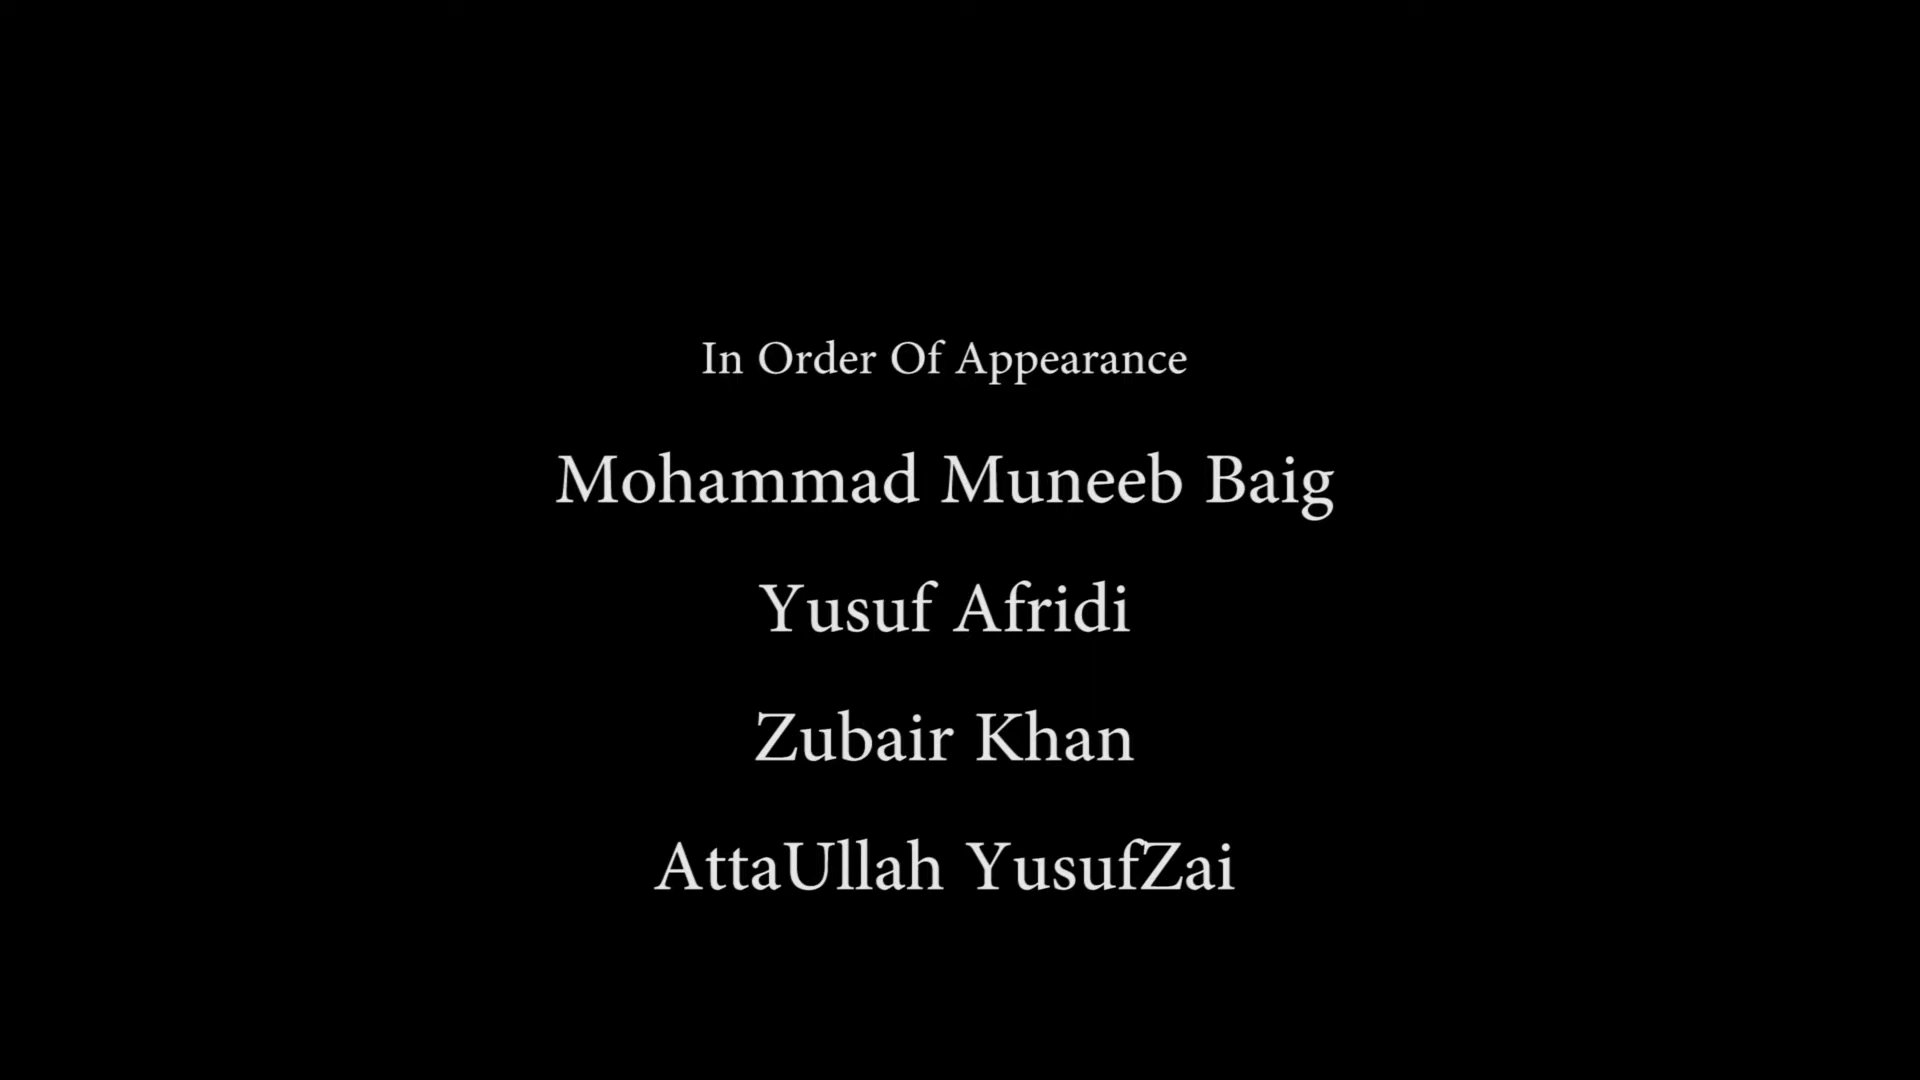 In Order Of Appearance
Mohammad Muneeb Baig
Yusuf Afridi
Zubair Khan
AttaUllah YusufZai